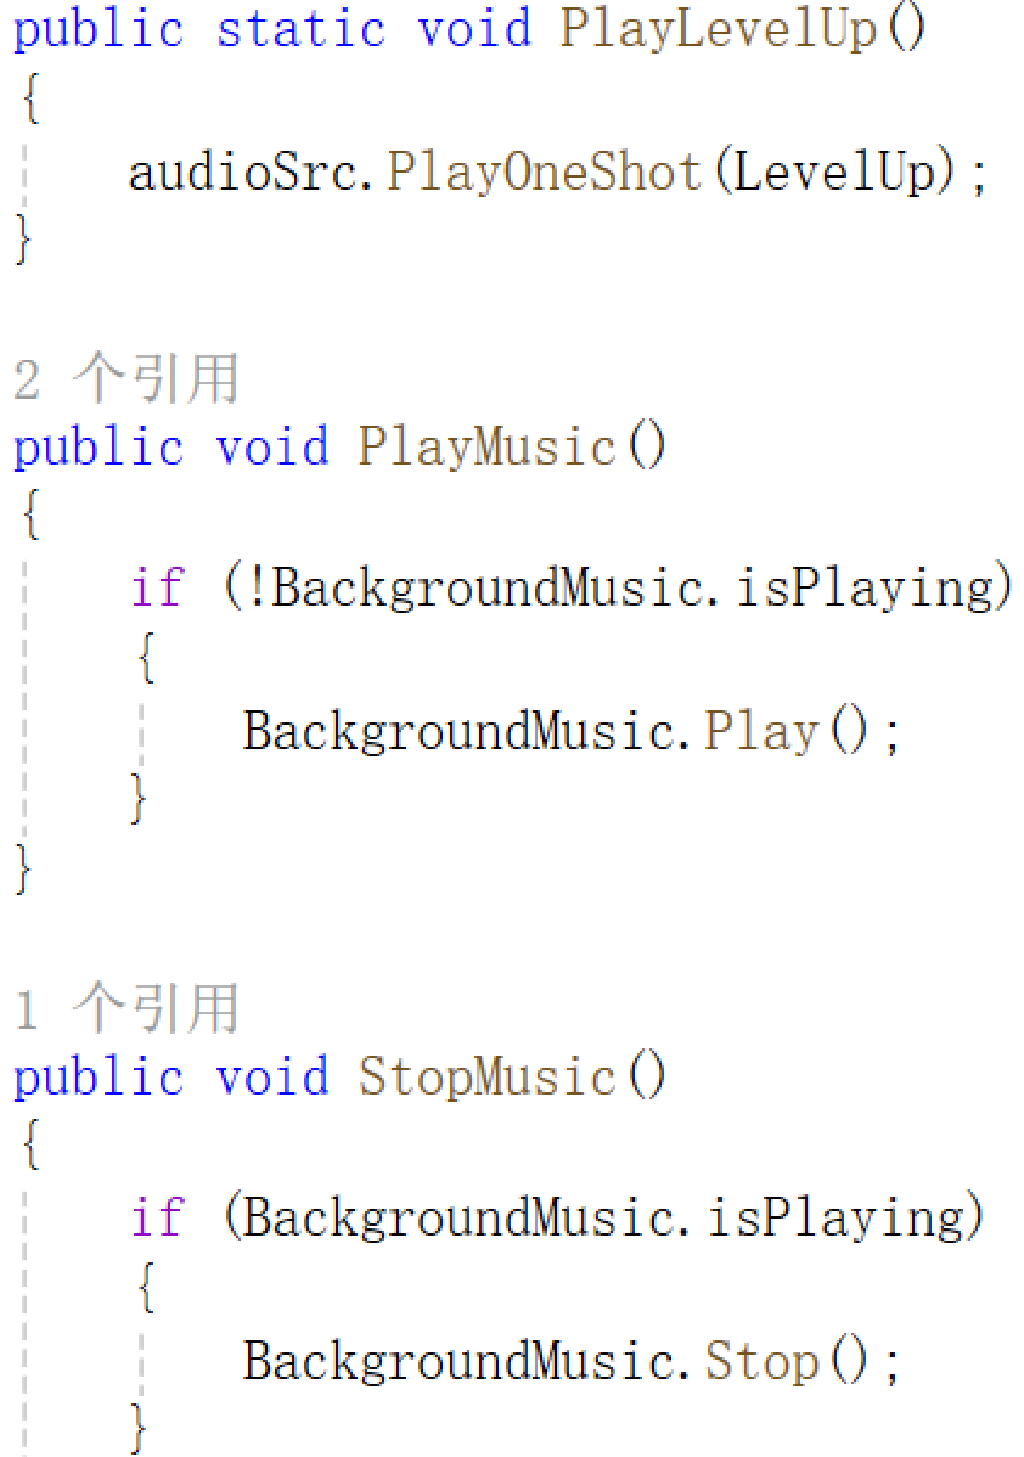 public static void PlayLevelUp()
{
    audioSrc.PlayOneShot(LevelUp);
}
2 个引用
public void PlayMusic()
{
    if (!BackgroundMusic.isPlaying)
    {
        BackgroundMusic.Play();
    }
}
1 个引用
public void StopMusic()
{
    if (BackgroundMusic.isPlaying)
    {
        BackgroundMusic.Stop();
    }